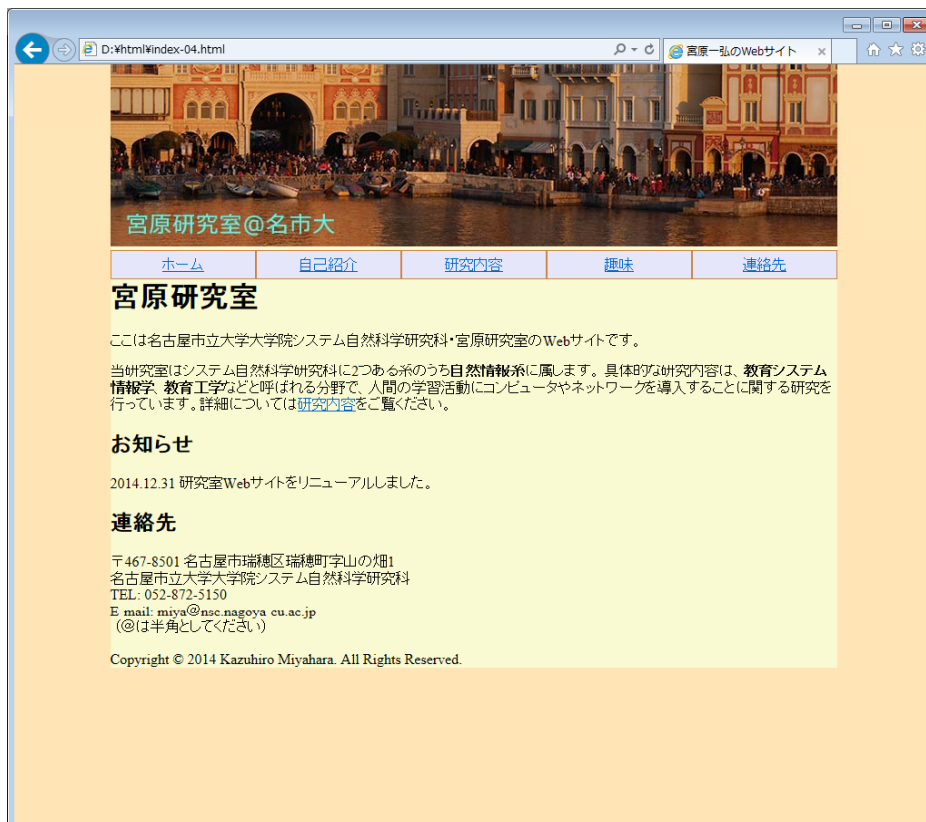 D:¥html¥index-04.html
宮原一弘のWebサイト
宮原研究室@名市大
ホーム 自己紹介 研究内容 趣味 連絡先
宮原研究室
ここは名古屋市立大学大学院システム自然科学研究科・宮原研究室のWebサイトです。
当研究室はシステム自然科学研究科に2つある系のうち自然情報系に属します。具体的な研究内容は、教育システム
情報学、教育工学などと呼ばれる分野で、人間の学習活動にコンピュータやネットワークを導入することに関する研究を
行っています。詳細については研究内容をご覧ください。
お知らせ
2014.12.31 研究室Webサイトをリニューアルしました。
連絡先
〒467-8501 名古屋市瑞穂区瑞穂町字山の畑1
名古屋市立大学大学院システム自然科学研究科
TEL: 052-872-5150
E-mail: miya＠nsc.nagoya-cu.ac.jp
（＠は半角としてください）
Copyright © 2014 Kazuhiro Miyahara. All Rights Reserved.